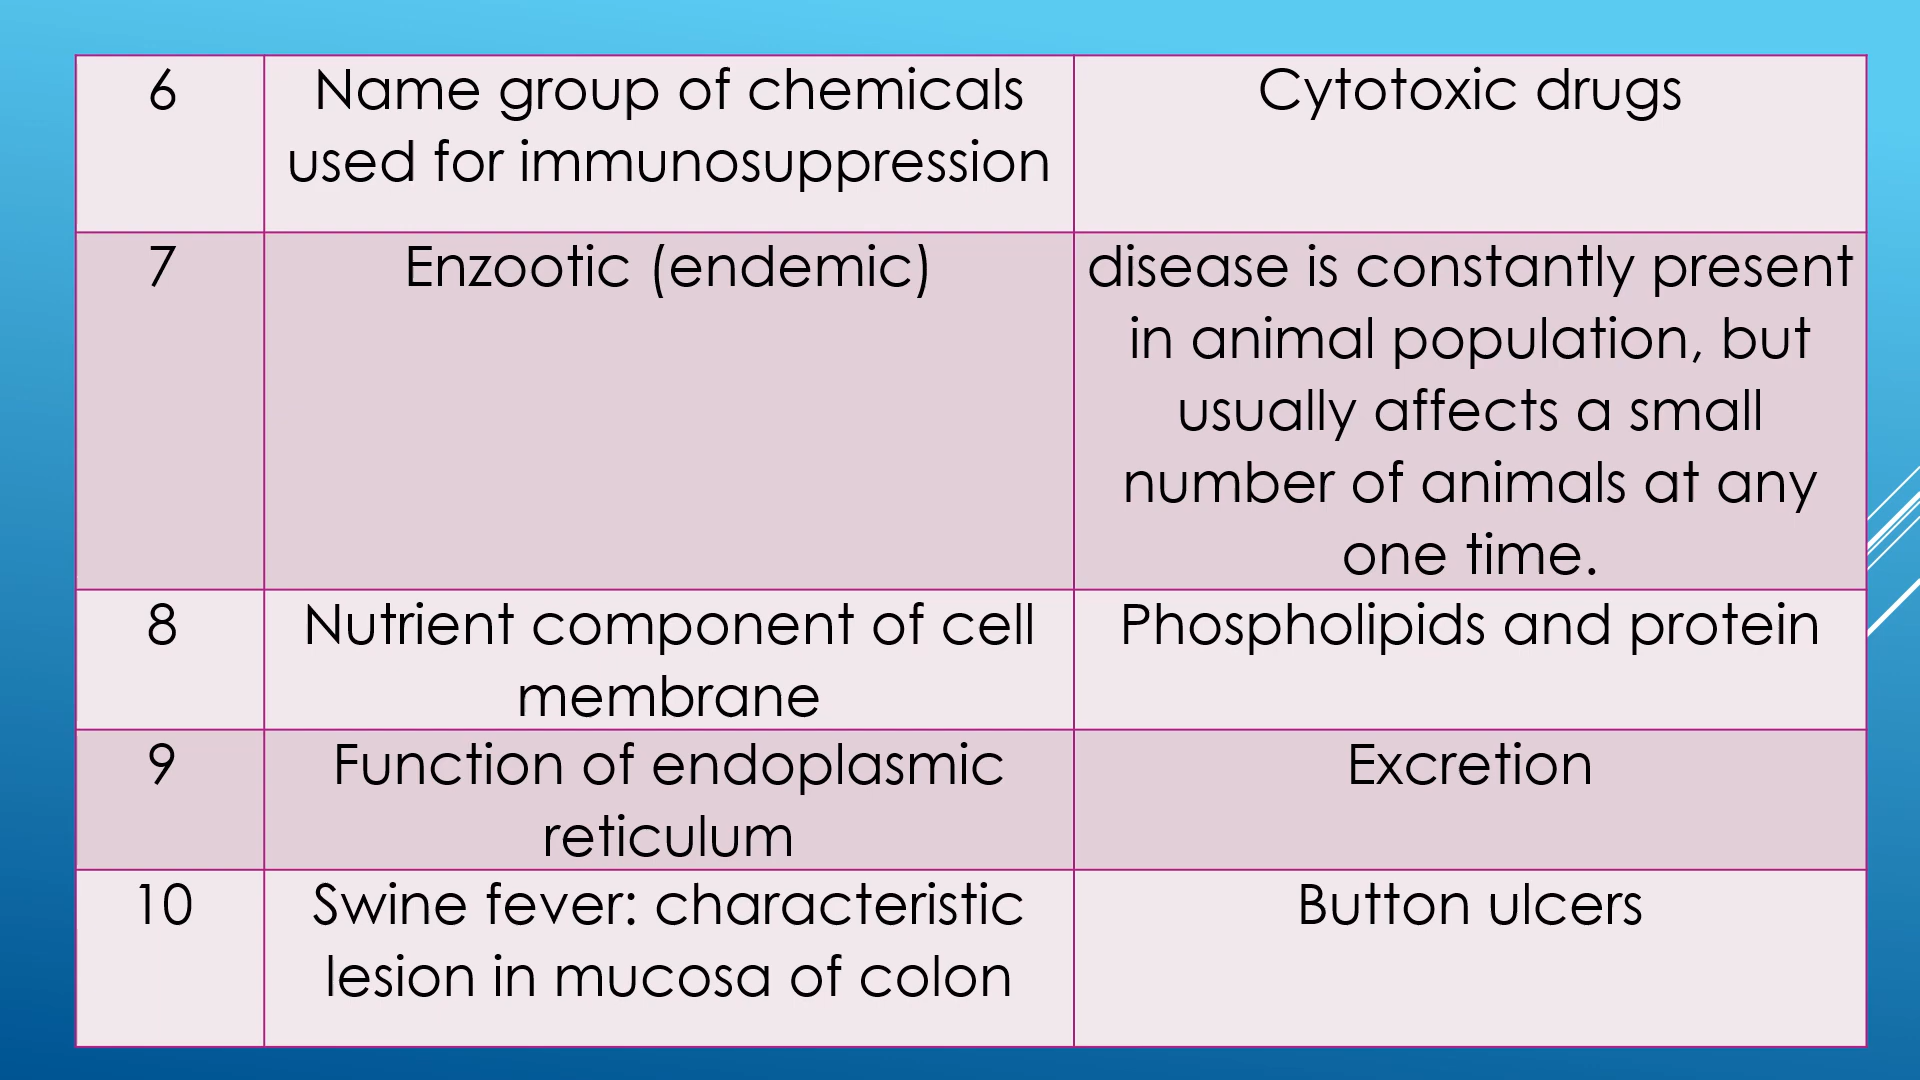 6
Name group of chemicals
used for immunosuppression
Cytotoxic drugs
7
Enzootic (endemic)
disease is constantly present
in animal population, but
usually affects a small
number of animals at any
one time.
8
Nutrient component of cell
membrane
Phospholipids and protein
9
Function of endoplasmic
reticulum
Excretion
10
Swine fever: characteristic
lesion in mucosa of colon
Button ulcers